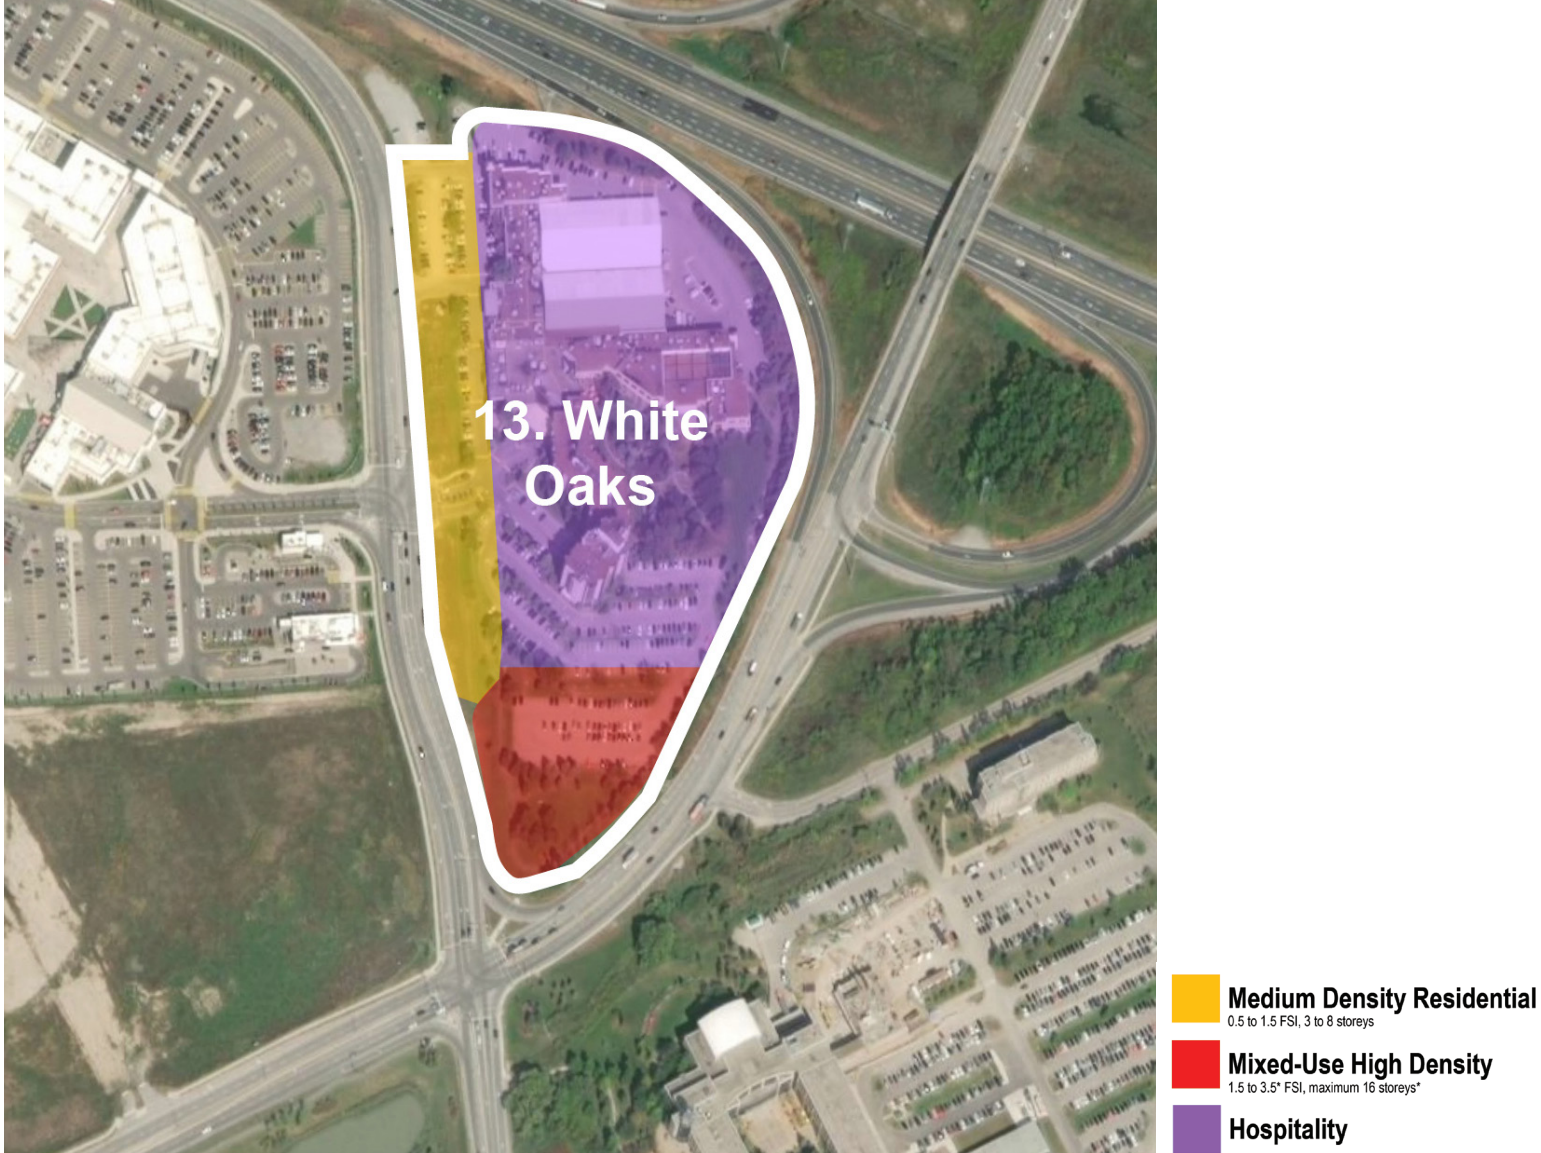 13. White
Oaks
Medium Density Residential
0.5 to 1.5 FSI, 3 to 8 storeys
Mixed-Use High Density
1.5 to 3.5* FSI, maximum 16 storeys*
Hospitality